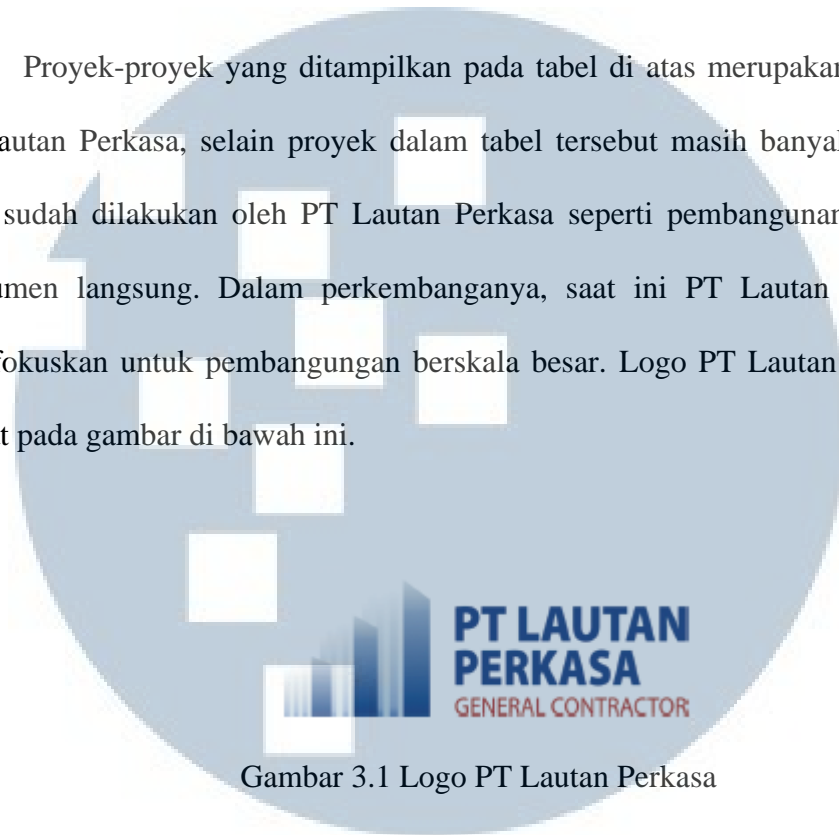 Proyek-proyek yang ditampilkan pada tabel di atas merupakan
autan Perkasa, selain proyek dalam tabel tersebut masih banyak
sudah dilakukan oleh PT Lautan Perkasa seperti pembangunan
umen langsung. Dalam perkembanganya, saat ini PT Lautan
fokuskan untuk pembangungan berskala besar. Logo PT Lautan
t pada gambar di bawah ini.
PT LAUTAN
PERKASA
GENERAL CONTRACTOR
Gambar 3.1 Logo PT Lautan Perkasa